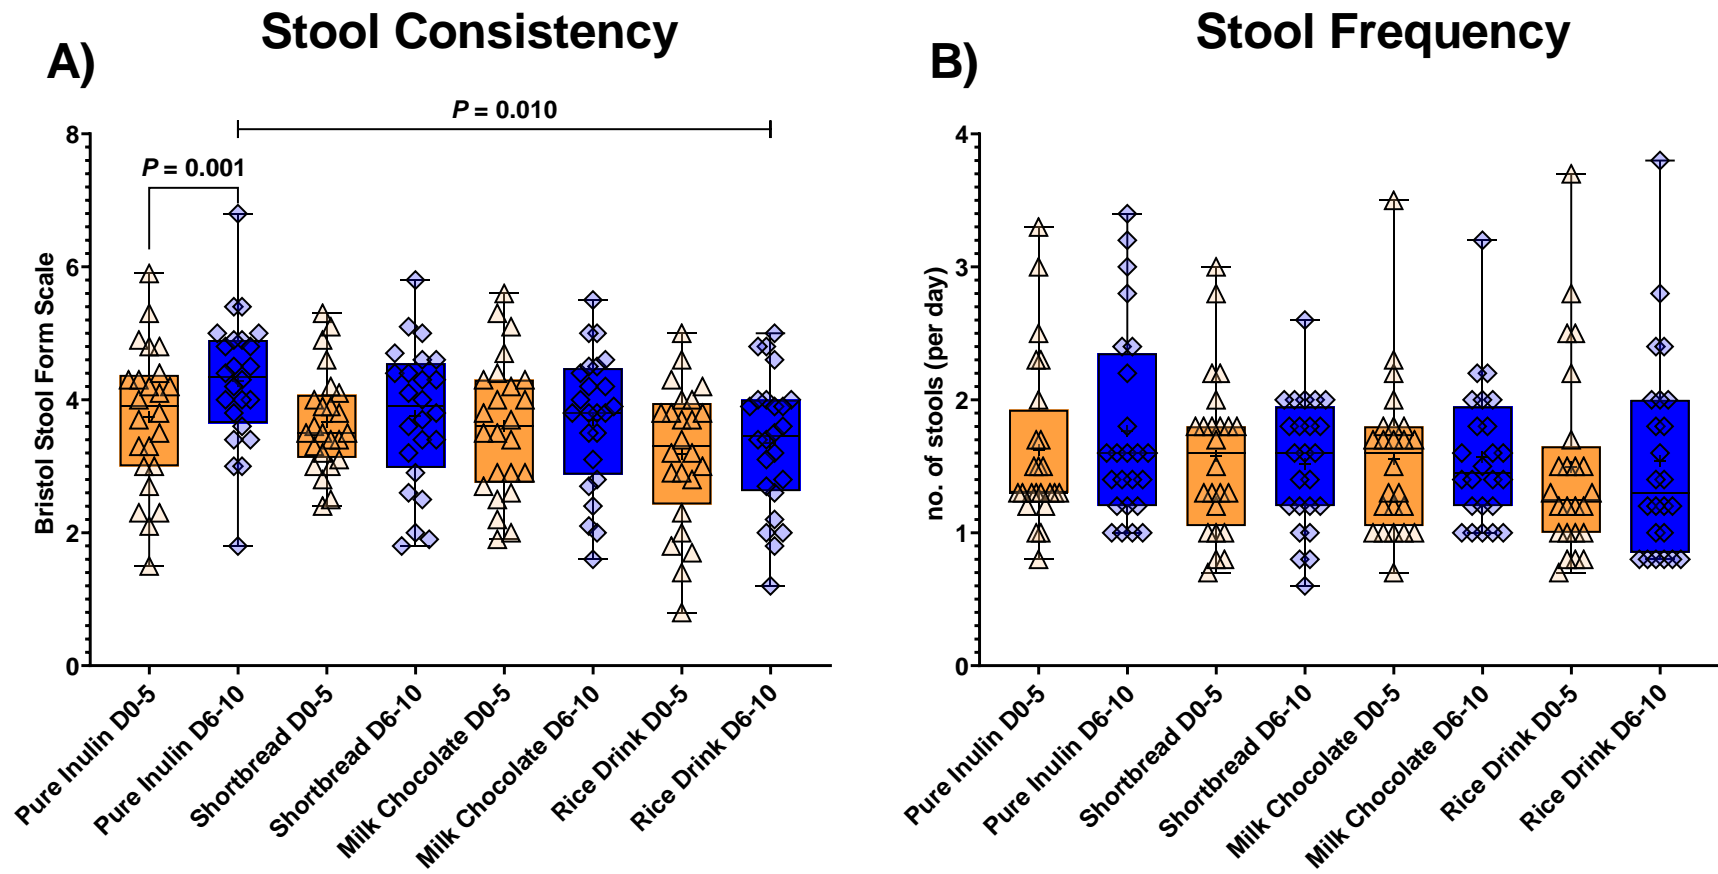 Stool Consistency
A)
P = 0.010
P = 0.001
Bristol Stool Form Scale
8
6
4
2
0
Pure Inulin D0-5
Pure Inulin D6-10
Shortbread D0-5
Shortbread D6-10
Milk Chocolate D0-5
Milk Chocolate D6-10
Rice Drink D0-5
Rice Drink D6-10
Stool Frequency
B)
no. of stools (per day)
4
3
2
1
0
Pure Inulin D0-5
Pure Inulin D6-10
Shortbread D0-5
Shortbread D6-10
Milk Chocolate D0-5
Milk Chocolate D6-10
Rice Drink D0-5
Rice Drink D6-10